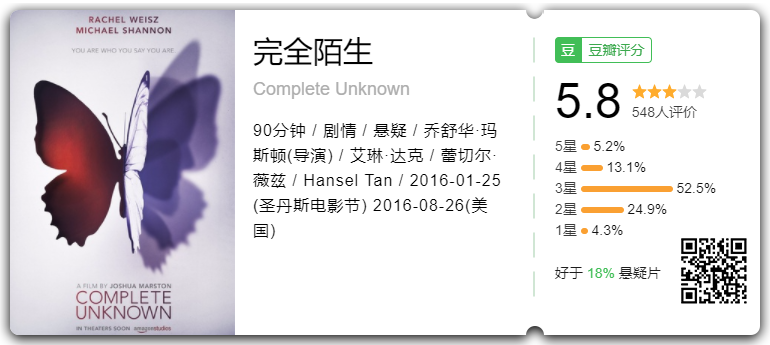 RACHEL WEISZ
MICHAEL SHANNON
YOU ARE WHO YOU SAY YOU ARE.
A FILM BY JOSHUA MARSTON
COMPLETE
UNKNOWN
IN THEATERS SOON amazonstudios
完全陌生
Complete Unknown
90分钟 / 剧情 / 悬疑 / 乔舒华·玛
斯顿(导演) / 艾琳·达克 / 蕾切尔·
薇兹 / Hansel Tan / 2016-01-25
(圣丹斯电影节) 2016-08-26(美
国)
豆 豆瓣评分
5.8
548人评价
5星 5.2%
4星 13.1%
3星 52.5%
2星 24.9%
1星 4.3%
好于 18% 悬疑片